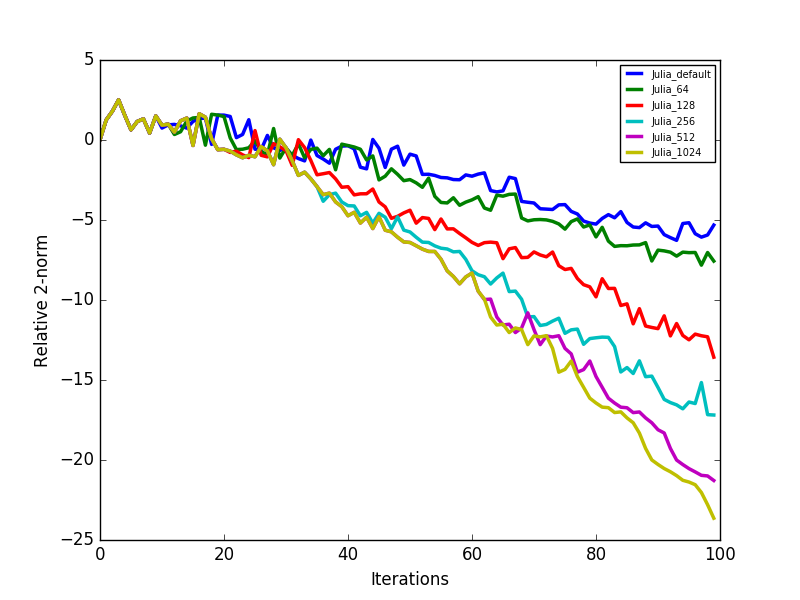 5
0
−5
−10
−15
−20
−25
0 20 40 60 80 100
Relative 2-norm
Iterations
Julia_default
Julia_64
Julia_128
Julia_256
Julia_512
Julia_1024